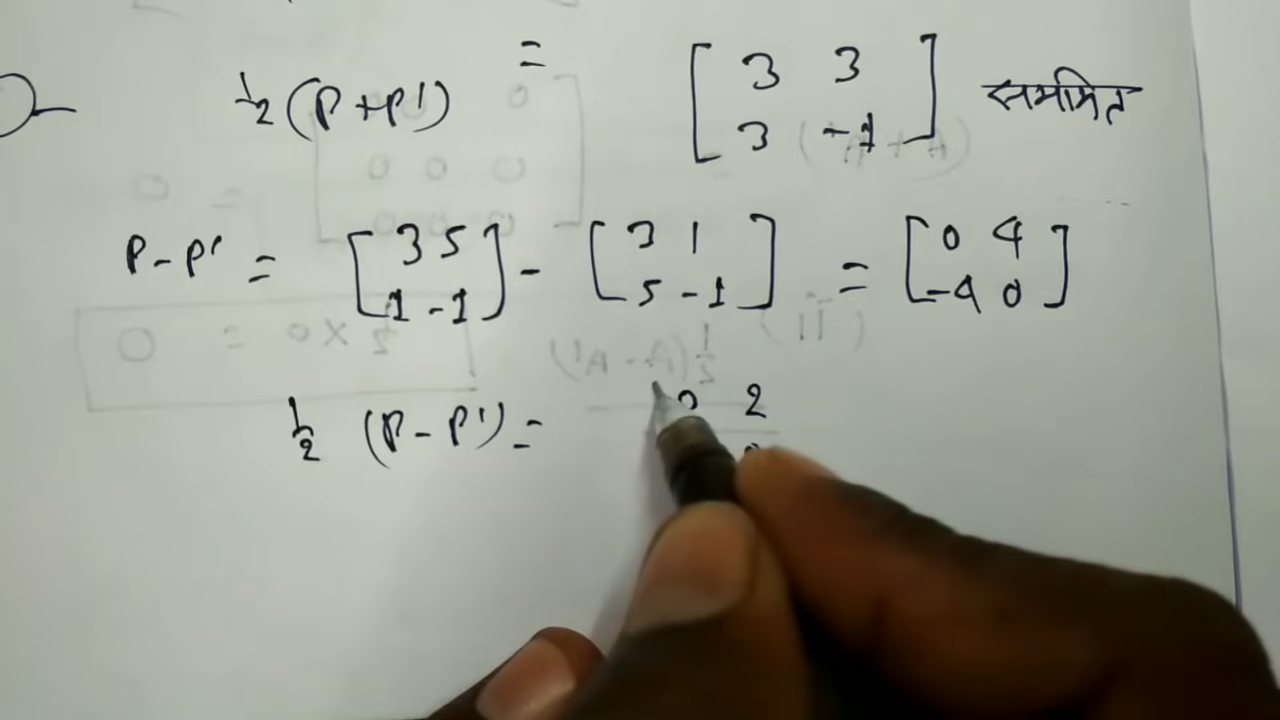 ½ (P + P') = [ 3 3 ; 3 -1 ] सममित
P - P' = [ 3 5 ; 1 -1 ] - [ 3 1 ; 5 -1 ] = [ 0 4 ; -4 0 ]
½ (P - P') = 0 2